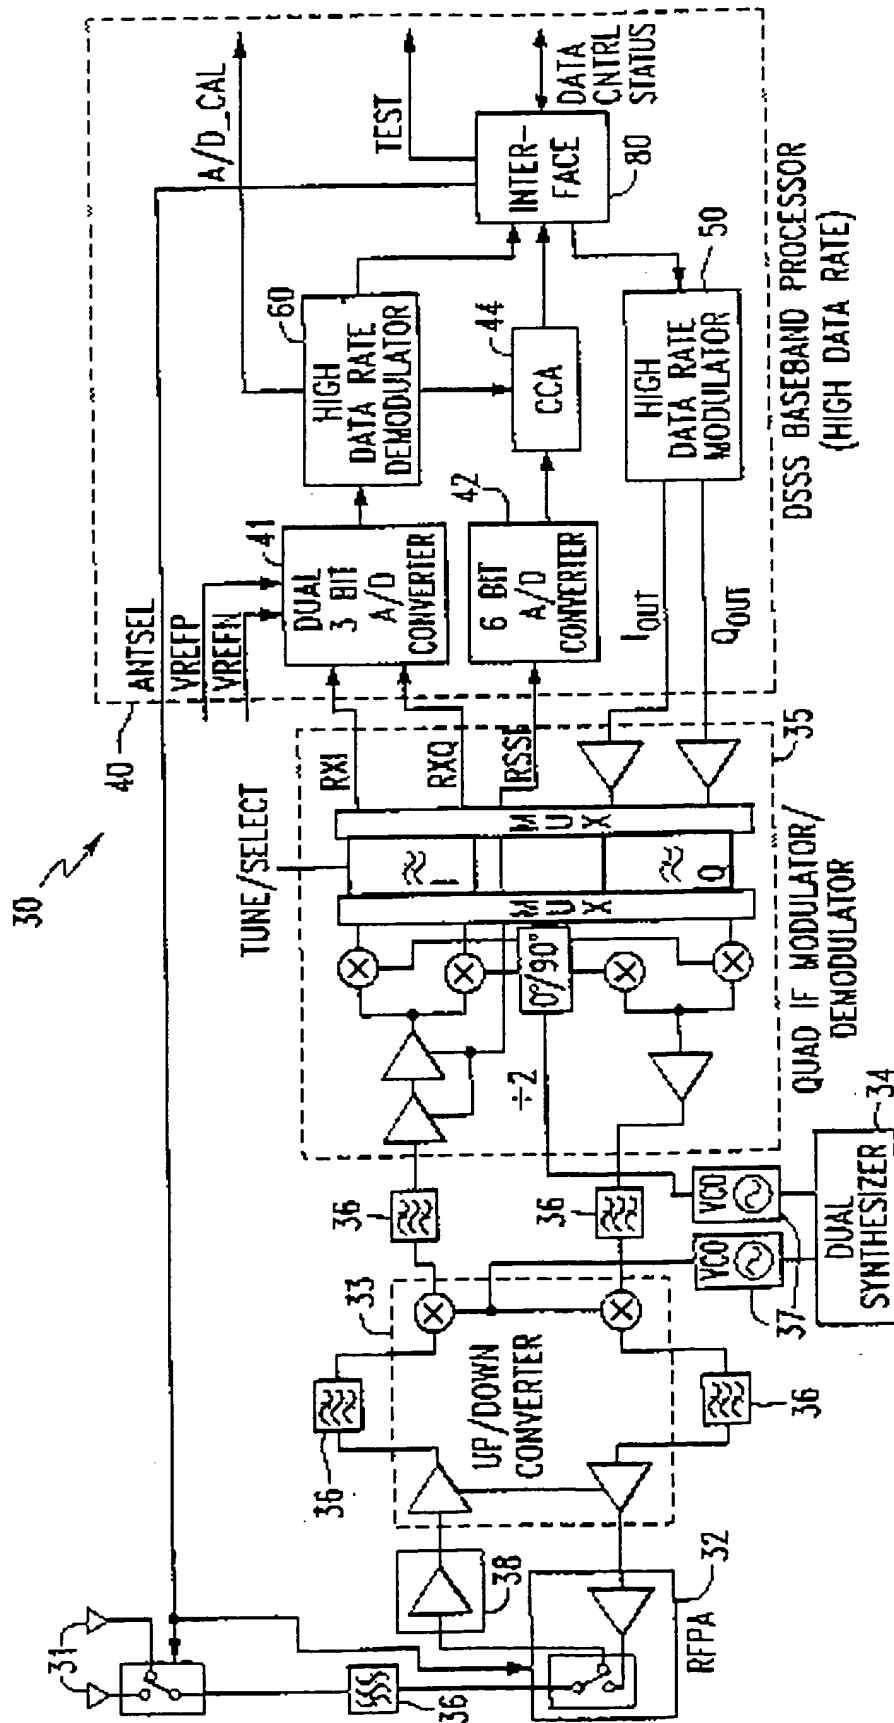 30
40
ANTSEL
VREFP
VREFN
A/D_CAL
TEST
DATA
CNTRL
STATUS
31
36
38
32
RFPA
36
36
33
UP/DOWN
CONVERTER
36
36
VCO
VCO
37
34
DUAL
SYNTHESIZER
÷2
0°/90°
TUNE/SELECT
MUX
I
Q
MUX
35
QUAD IF MODULATOR/
DEMODULATOR
RXI
RXQ
RSSI
I OUT
Q OUT
41
DUAL
3 BIT
A/D
CONVERTER
42
6 BIT
A/D
CONVERTER
60
HIGH
DATA RATE
DEMODULATOR
44
CCA
50
HIGH
DATA RATE
MODULATOR
INTER-
FACE
80
DSSS BASEBAND PROCESSOR
(HIGH DATA RATE)